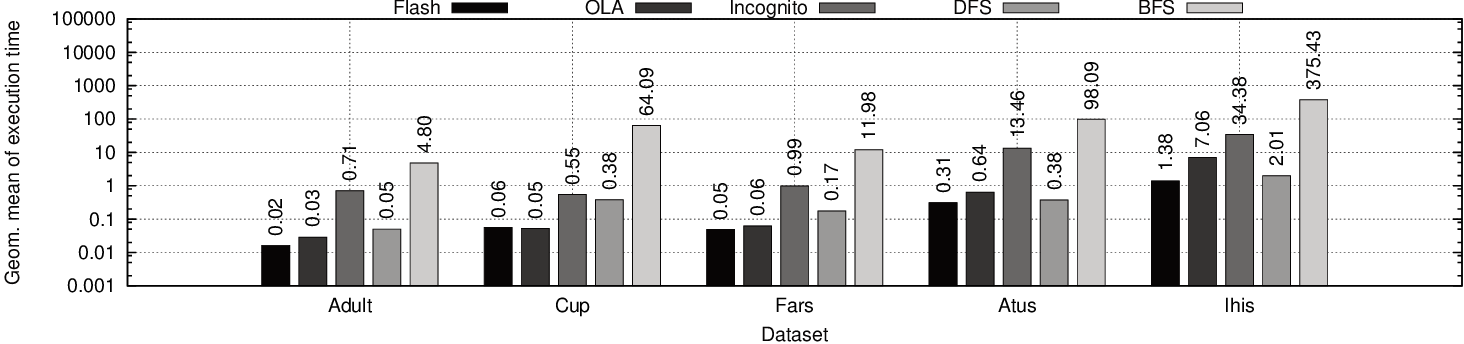 Flash OLA Incognito DFS BFS
Geom. mean of execution time
100000
10000
1000
100
10
1
0.1
0.01
0.001
0.02 0.03 0.71 0.05 4.80
0.06 0.05 0.55 0.38 64.09
0.05 0.06 0.99 0.17 11.98
0.31 0.64 13.46 0.38 98.09
1.38 7.06 34.38 2.01 375.43
Adult Cup Fars Atus Ihis
Dataset